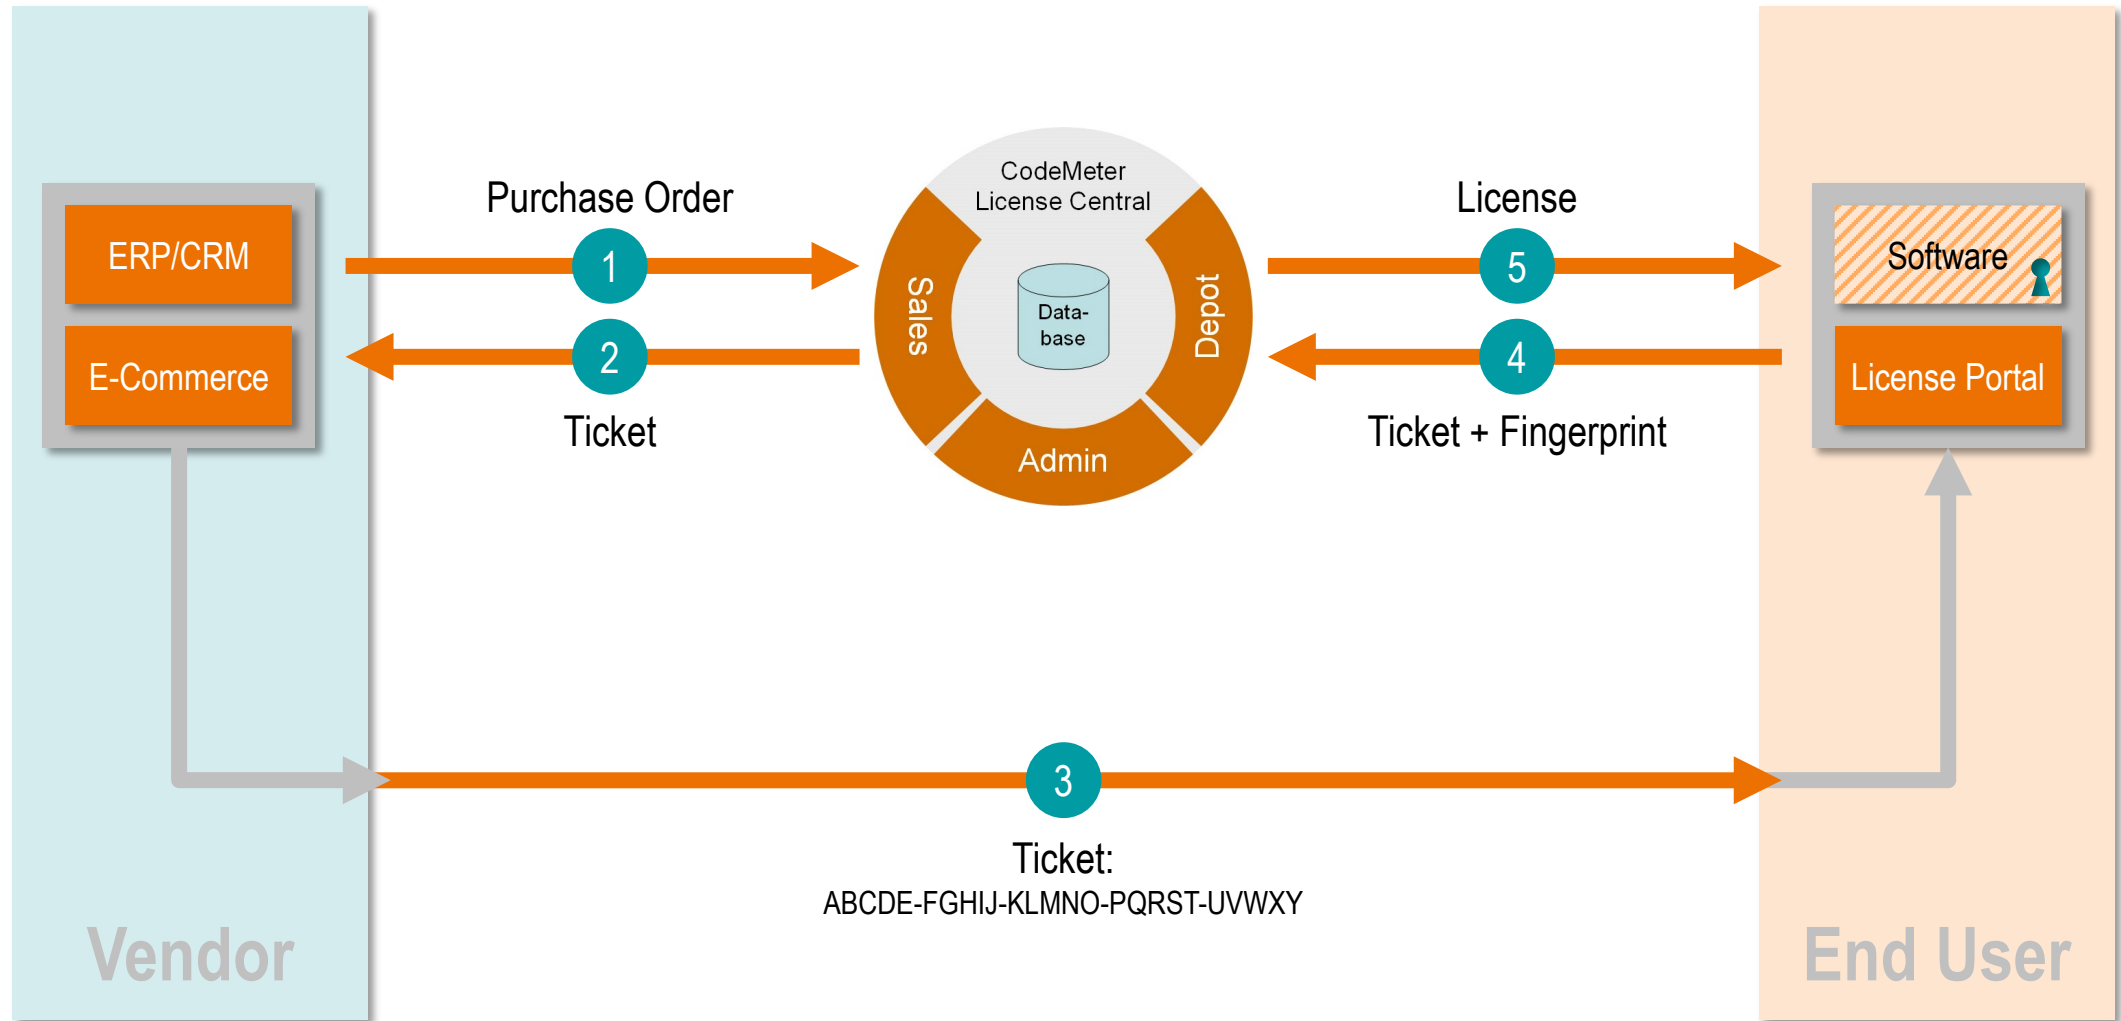 ERP/CRM
E-Commerce
Vendor
Purchase Order
1
2
Ticket
CodeMeter
License Central
Sales
Data-
base
Depot
Admin
License
5
4
Ticket + Fingerprint
Software
License Portal
3
Ticket:
ABCDE-FGHIJ-KLMNO-PQRST-UVWXY
End User